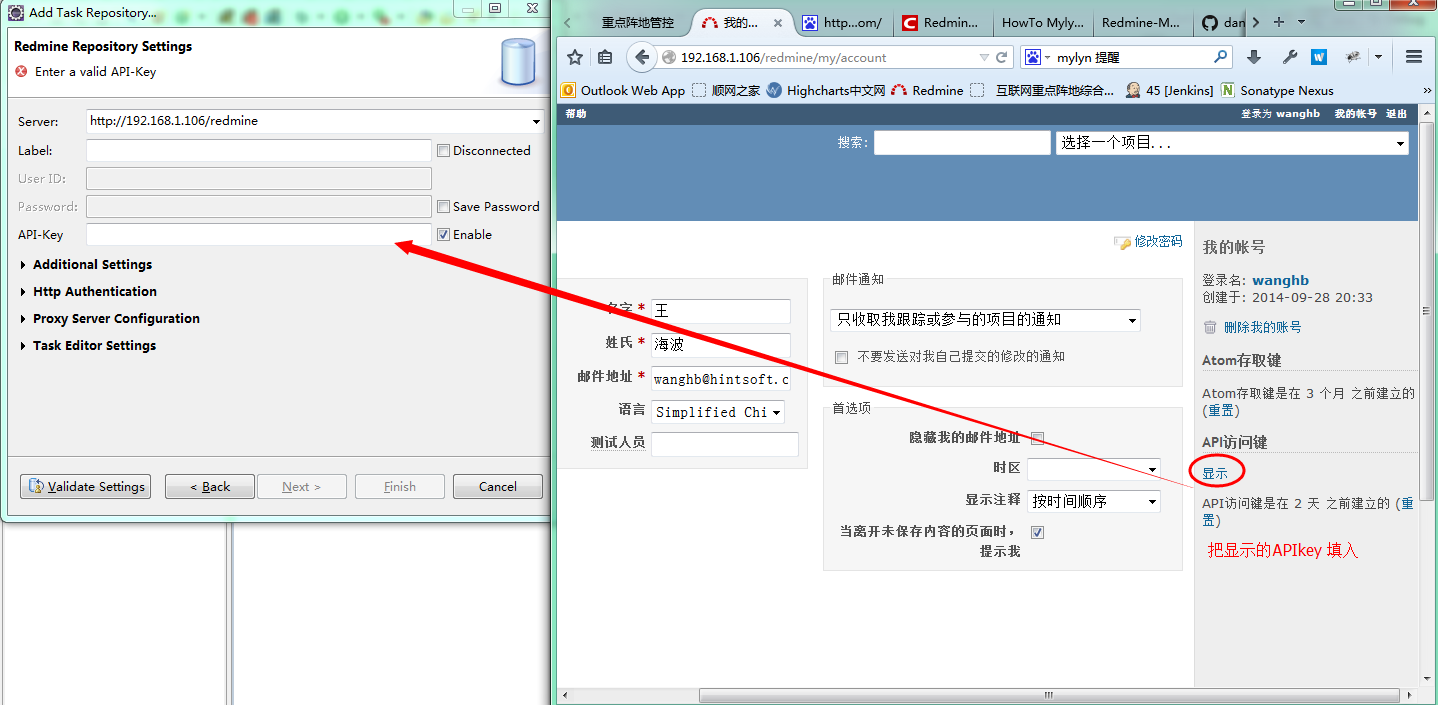 Add Task Repository...
Redmine Repository Settings
Enter a valid API-Key
Server:
http://192.168.1.106/redmine
Label:
Disconnected
User ID:
Password:
Save Password
API-Key
Enable
Additional Settings
Http Authentication
Proxy Server Configuration
Task Editor Settings
Validate Settings
< Back
Next >
Finish
Cancel
重点阵地管控
我的...
http...om/
Redmin...
HowTo Myly...
Redmine-M...
dan
192.168.1.106/redmine/my/account
mylyn 提醒
Outlook Web App
顺网之家
Highcharts中文网
Redmine
互联网重点阵地综合...
45 [Jenkins]
Sonatype Nexus
帮助
登录为 wanghb
我的帐号
退出
搜索:
选择一个项目...
修改密码
名字 *
王
姓氏 *
海波
邮件地址 *
wanghb@hintsoft.c
语言
Simplified Chi
测试人员
邮件通知
只收取我跟踪或参与的项目的通知
不要发送对我自己提交的修改的通知
首选项
隐藏我的邮件地址
时区
显示注释
按时间顺序
当离开未保存内容的页面时，
提示我
我的帐号
登录名: wanghb
创建于: 2014-09-28 20:33
删除我的账号
Atom存取键
Atom存取键是在 3 个月 之前建立的
(重置)
API访问键
显示
API访问键是在 2 天 之前建立的 (重
置)
把显示的APIkey 填入